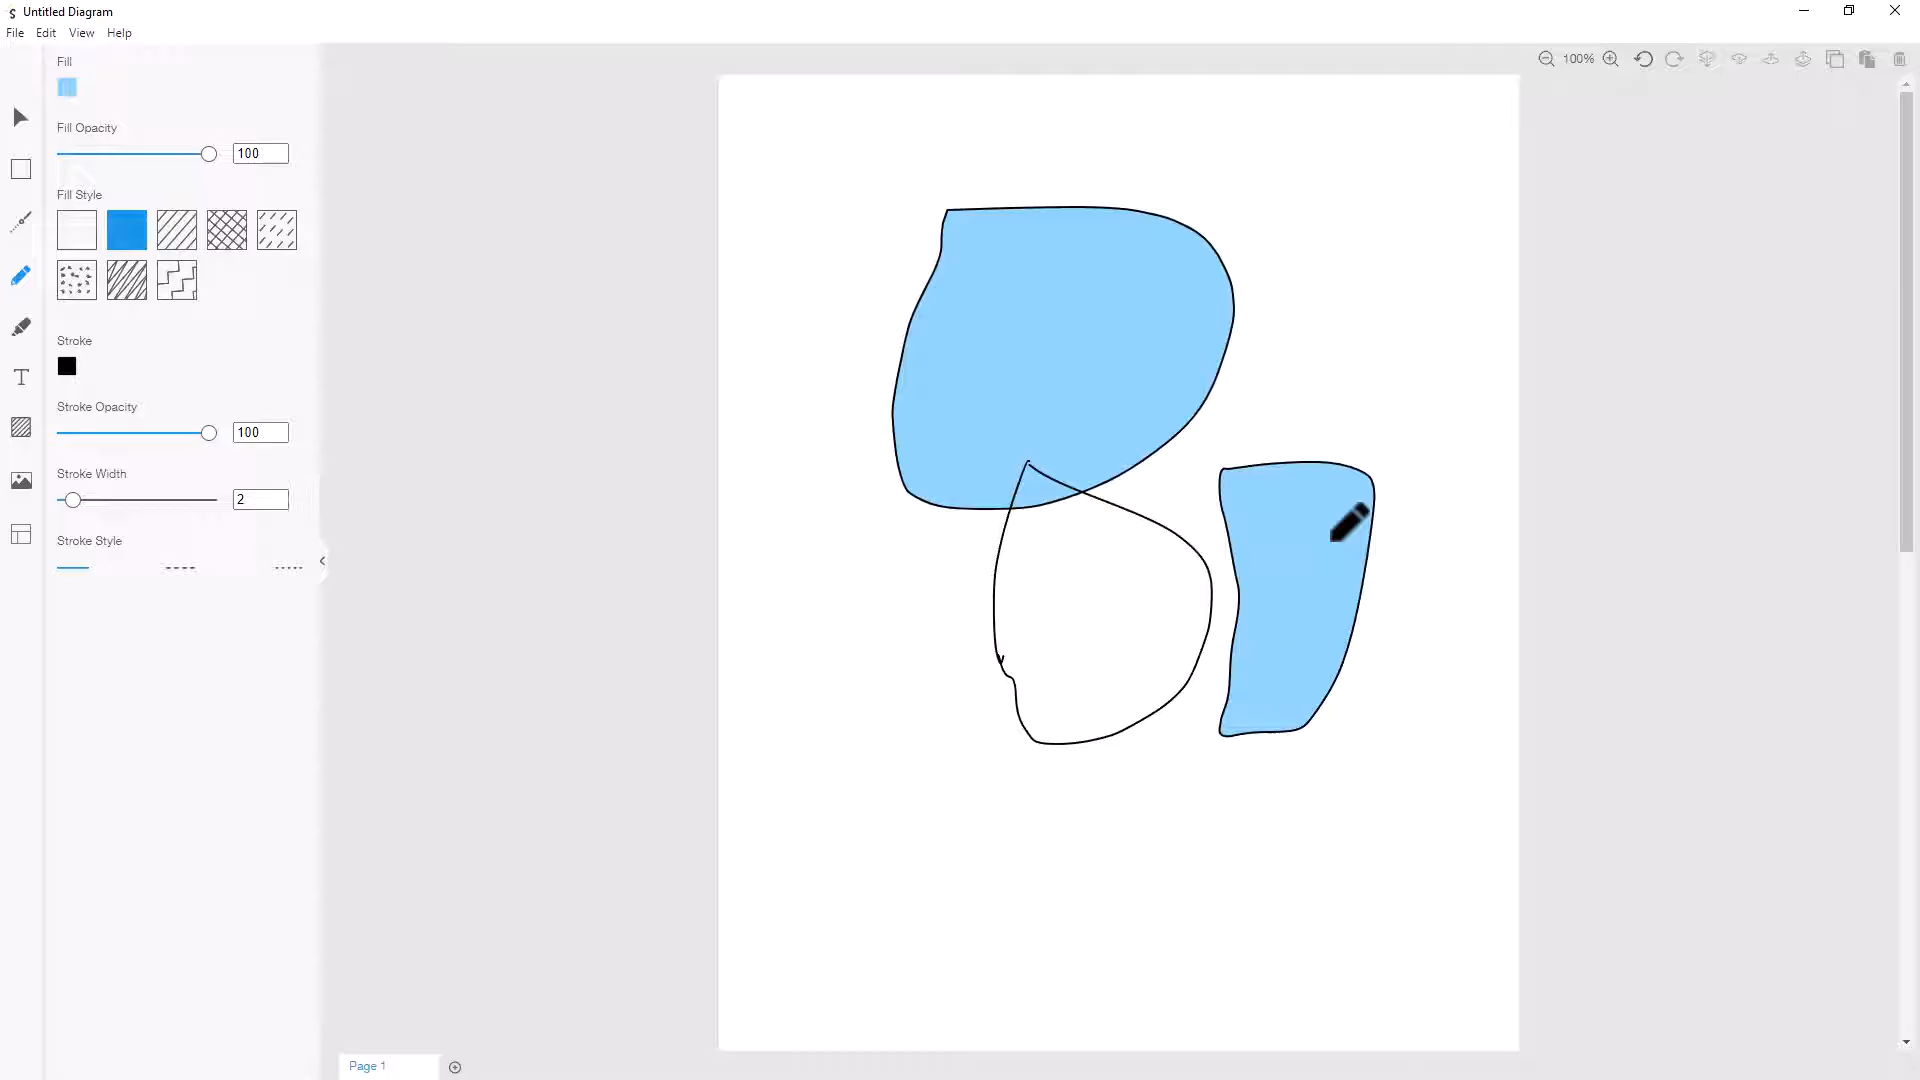 Untitled Diagram
File Edit View Help
100%
Fill
Fill Opacity
100
Fill Style
Stroke
Stroke Opacity
100
Stroke Width
2
Stroke Style
Page 1